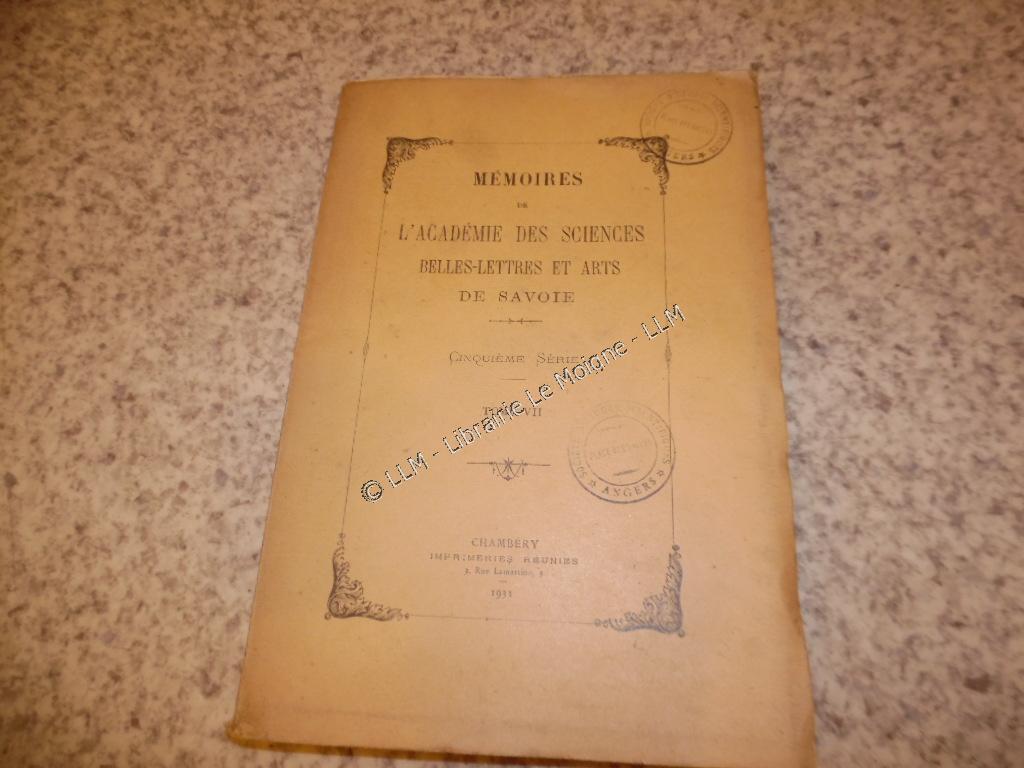 MÉMOIRES
DE
L'ACADÉMIE DES SCIENCES
BELLES-LETTRES ET ARTS
DE SAVOIE
CINQUIÈME SÉRIE
VII
CHAMBÉRY
IMPRIMERIES RÉUNIES
3, Rue Lamartine, 3
1931
ANGERS
© LLM - Librairie Le Moigne - LLM